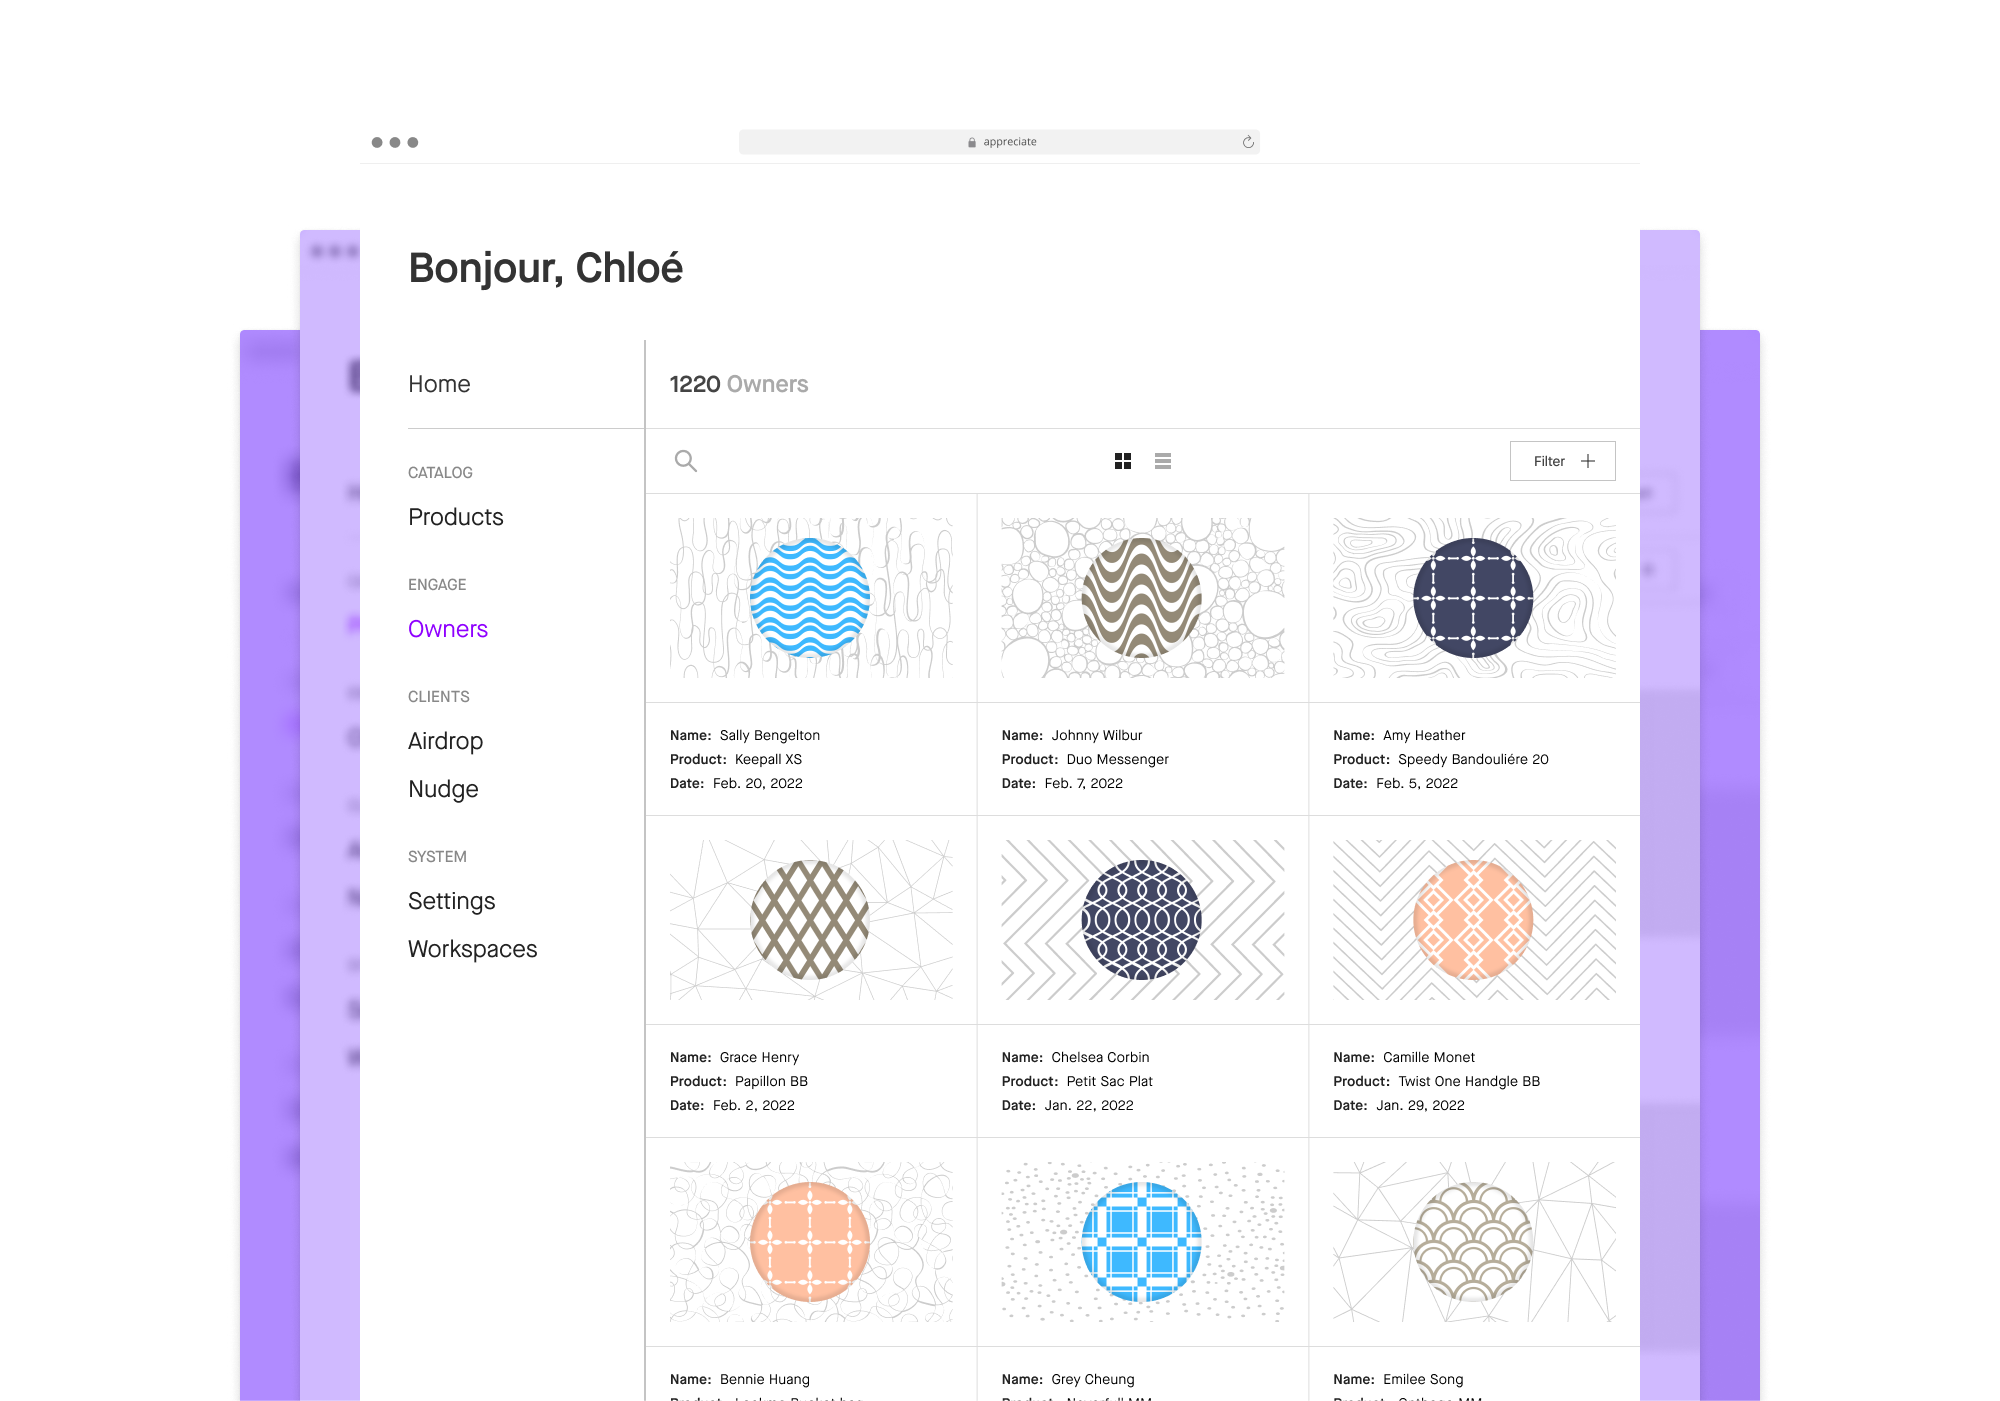 appreciate
Bonjour, Chloé
Home
1220 Owners
CATALOG
Products
ENGAGE
Owners
CLIENTS
Airdrop
Nudge
SYSTEM
Settings
Workspaces
Filter
Name: Sally Bengelton
Product: Keepall XS
Date: Feb. 20, 2022
Name: Johnny Wilbur
Product: Duo Messenger
Date: Feb. 7, 2022
Name: Amy Heather
Product: Speedy Bandouliére 20
Date: Feb. 5, 2022
Name: Grace Henry
Product: Papillon BB
Date: Feb. 2, 2022
Name: Chelsea Corbin
Product: Petit Sac Plat
Date: Jan. 22, 2022
Name: Camille Monet
Product: Twist One Handgle BB
Date: Jan. 29, 2022
Name: Bennie Huang
Name: Grey Cheung
Name: Emilee Song